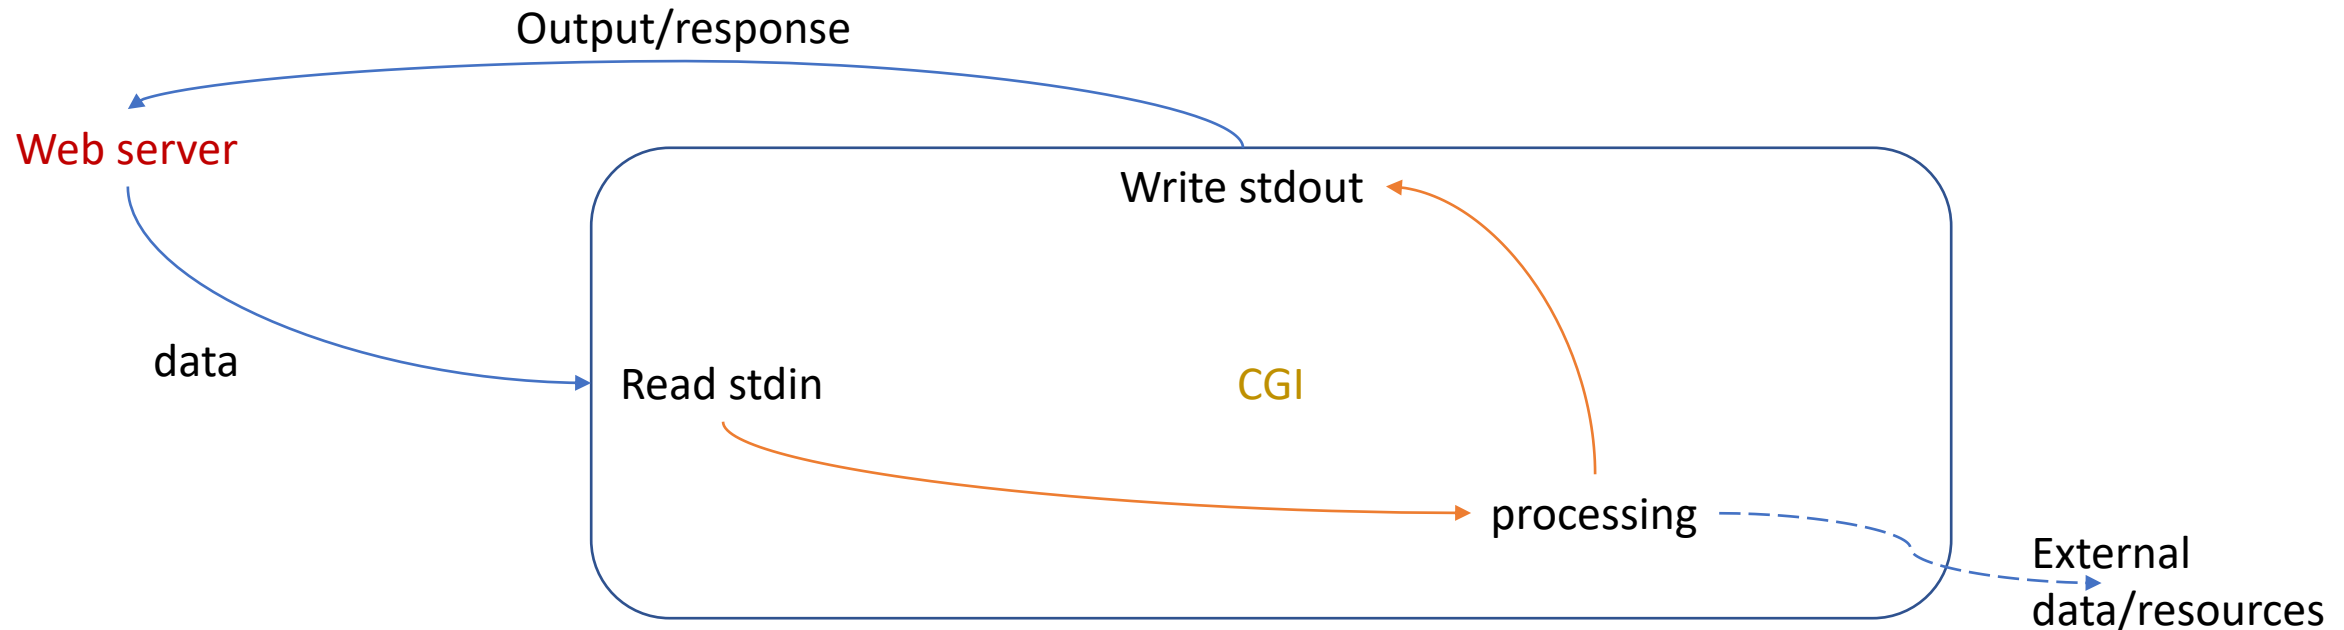 Output/response
Web server
Write stdout
data
Read stdin
CGI
processing
External
data/resources